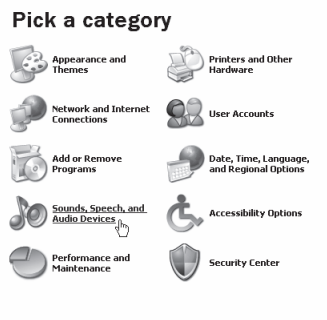 Pick a category
Appearance and
Themes
Printers and Other
Hardware
Network and Internet
Connections
User Accounts
Add or Remove
Programs
Date, Time, Language,
and Regional Options
Sounds, Speech, and
Audio Devices
Accessibility Options
Performance and
Maintenance
Security Center